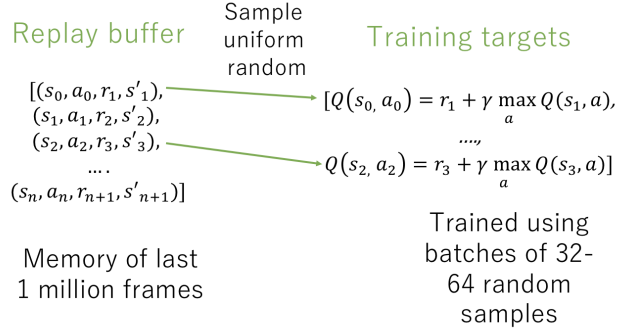 Replay buffer
Sample
uniform
random
Training targets
[(s₀, a₀, r₁, s′₁),
(s₁, a₁, r₂, s′₂),
(s₂, a₂, r₃, s′₃),
….
(sₙ, aₙ, rₙ₊₁, s′ₙ₊₁)]
[Q(s₀, a₀) = r₁ + γ max Q(s₁, a),
a
….,
Q(s₂, a₂) = r₃ + γ max Q(s₃, a)]
a
Memory of last
1 million frames
Trained using
batches of 32-
64 random
samples